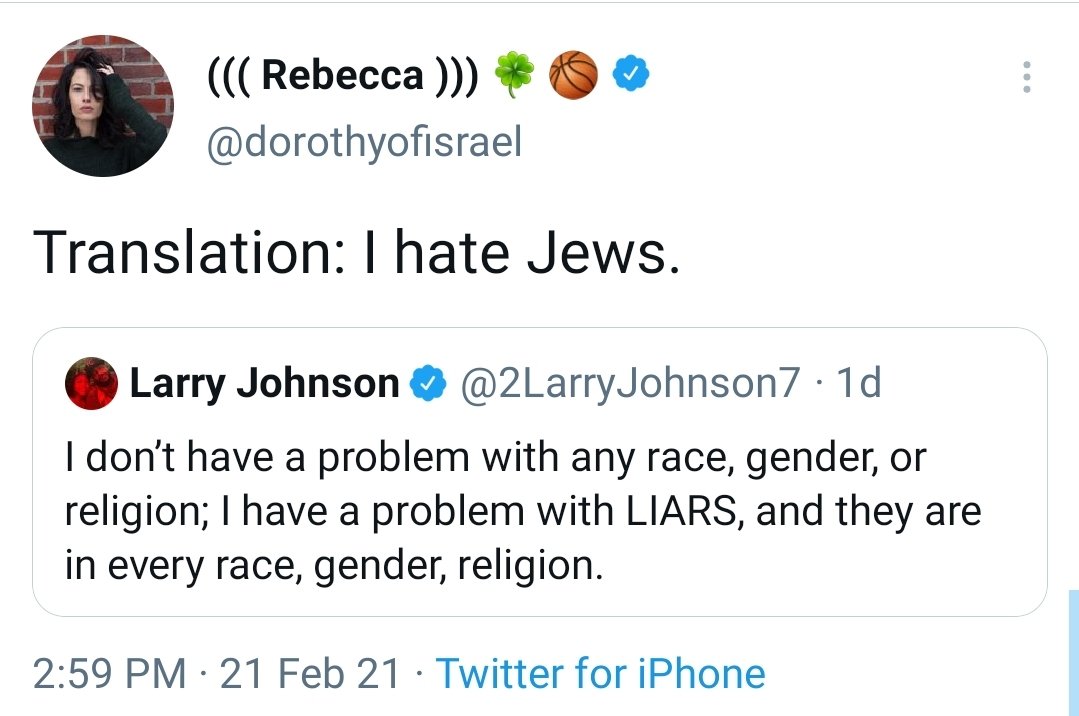 ((( Rebecca ))) 🍀 🏀
@dorothyofisrael
Translation: I hate Jews.
Larry Johnson @2LarryJohnson7 · 1d
I don’t have a problem with any race, gender, or
religion; I have a problem with LIARS, and they are
in every race, gender, religion.
2:59 PM · 21 Feb 21 · Twitter for iPhone